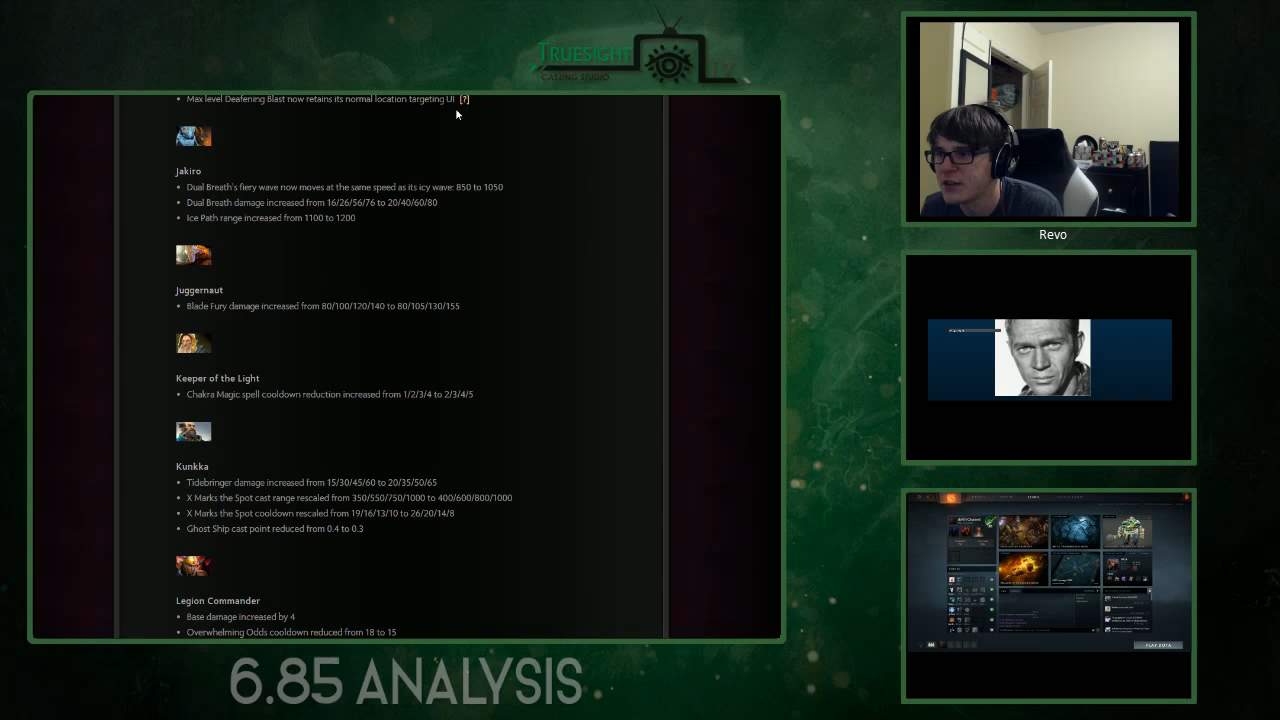 TRUESIGHT
CASTING STUDIO
Max level Deafening Blast now retains its normal location targeting UI [?]
Jakiro
Dual Breath's fiery wave now moves at the same speed as its icy wave: 850 to 1050
Dual Breath damage increased from 16/26/56/76 to 20/40/60/80
Ice Path range increased from 1100 to 1200
Juggernaut
Blade Fury damage increased from 80/100/120/140 to 80/105/130/155
Keeper of the Light
Chakra Magic spell cooldown reduction increased from 1/2/3/4 to 2/3/4/5
Kunkka
Tidebringer damage increased from 15/30/45/60 to 20/35/50/65
X Marks the Spot cast range rescaled from 350/550/750/1000 to 400/600/800/1000
X Marks the Spot cooldown rescaled from 19/16/13/10 to 26/20/14/8
Ghost Ship cast point reduced from 0.4 to 0.3
Legion Commander
Base damage increased by 4
Overwhelming Odds cooldown reduced from 18 to 15
6.85 ANALYSIS
Revo
PLAY DOTA